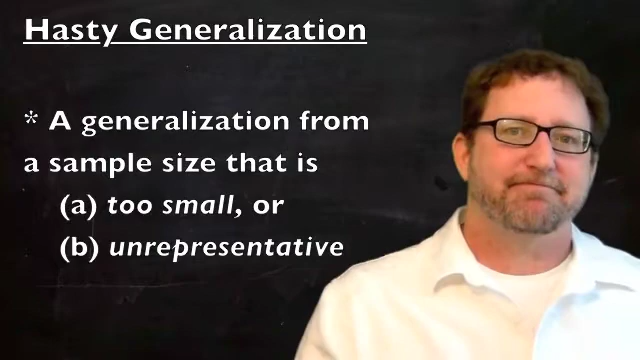 Hasty Generalization
* A generalization from
a sample size that is
(a) too small, or
(b) unrepresentative